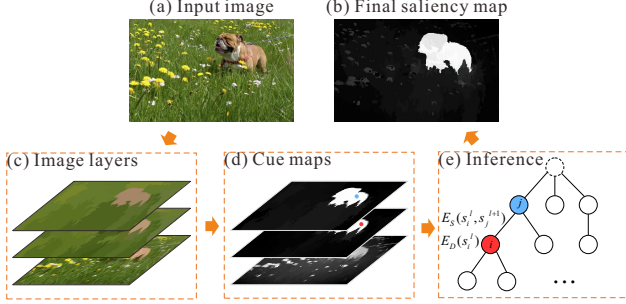 (a) Input image
(b) Final saliency map
(c) Image layers
(d) Cue maps
(e) Inference
j
E_S(s_i^l, s_j^{l+1})
E_D(s_i^l)
i
...